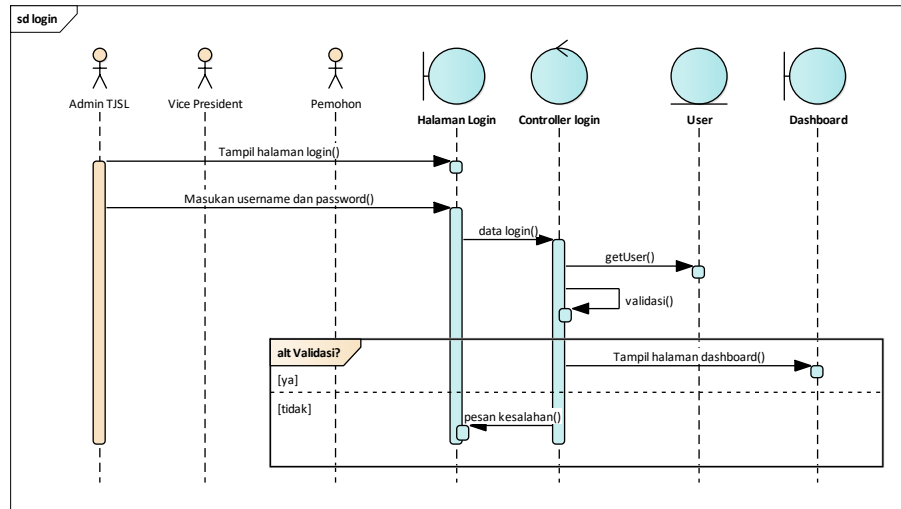 sd login
Admin TJSL
Vice President
Pemohon
Halaman Login
Controller login
User
Dashboard
Tampil halaman login()
Masukan username dan password()
data login()
getUser()
validasi()
alt Validasi?
Tampil halaman dashboard()
[ya]
[tidak]
pesan kesalahan()